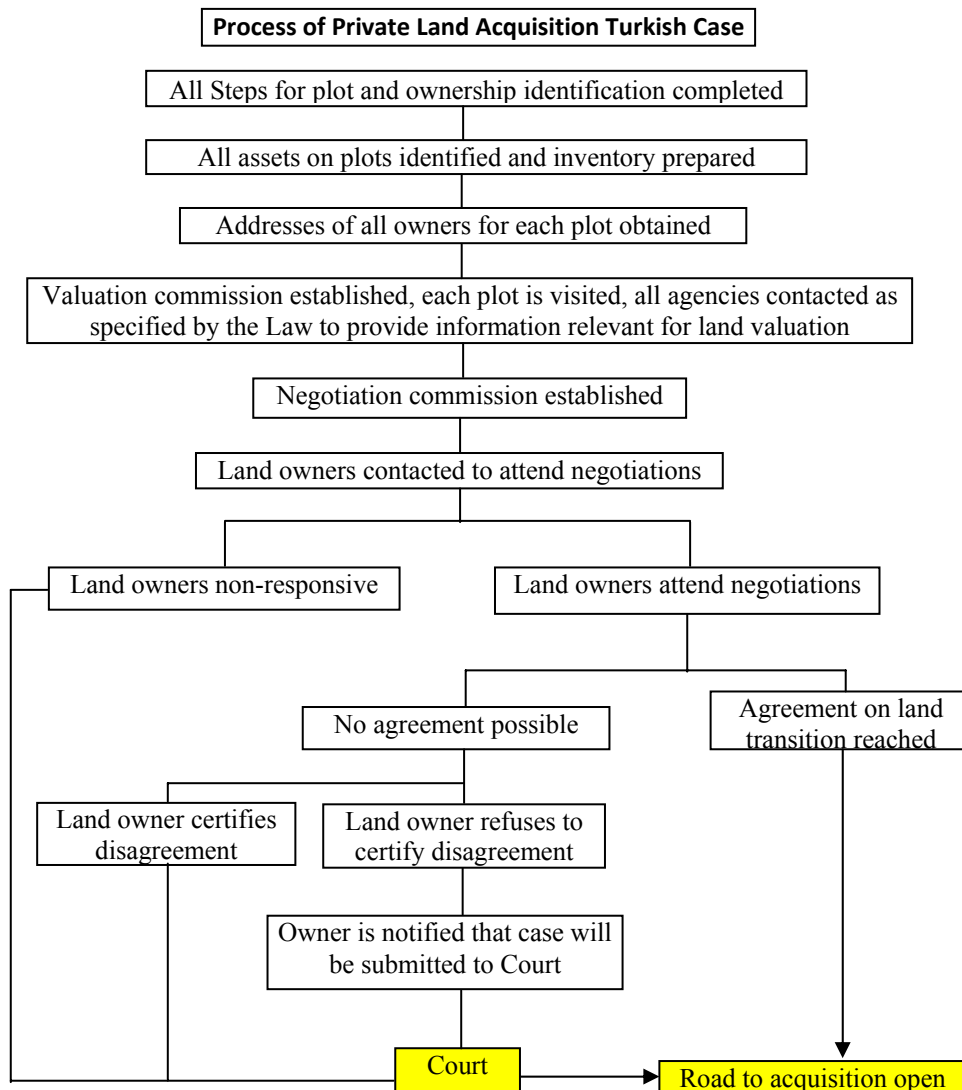 Process of Private Land Acquisition Turkish Case
All Steps for plot and ownership identification completed
All assets on plots identified and inventory prepared
Addresses of all owners for each plot obtained
Valuation commission established, each plot is visited, all agencies contacted as
specified by the Law to provide information relevant for land valuation
Negotiation commission established
Land owners contacted to attend negotiations
Land owners non-responsive
Land owners attend negotiations
No agreement possible
Agreement on land
transition reached
Land owner certifies
disagreement
Land owner refuses to
certify disagreement
Owner is notified that case will
be submitted to Court
Court
Road to acquisition open